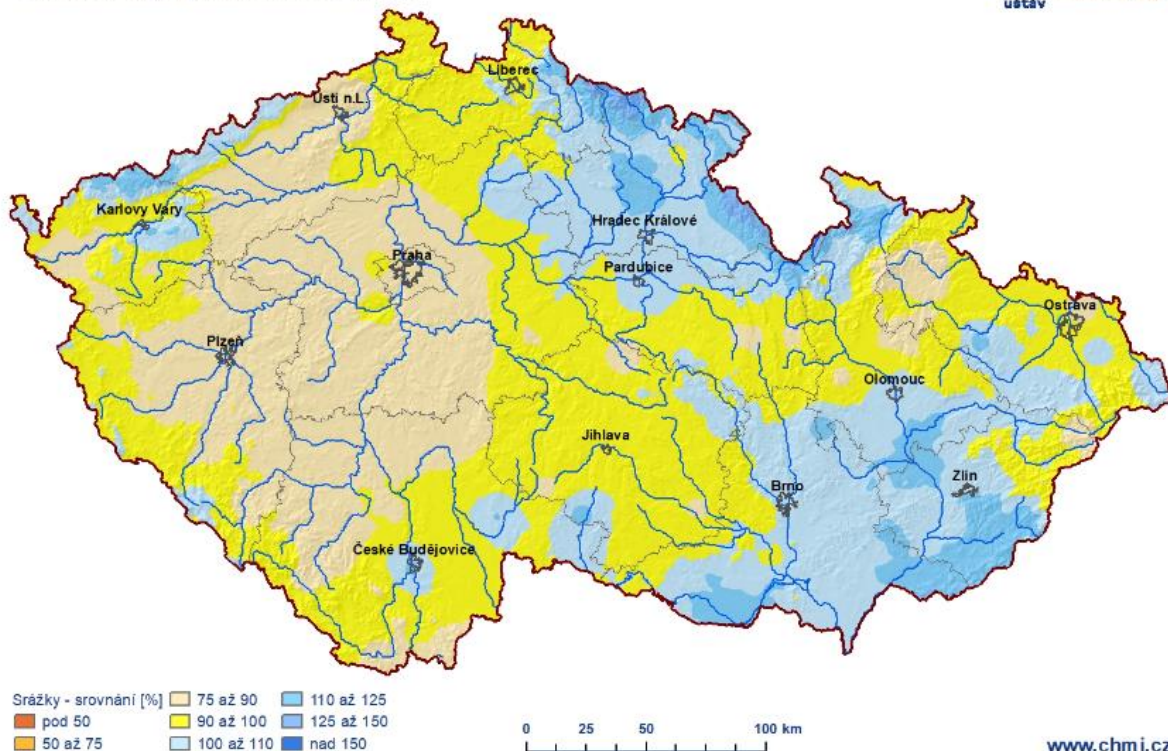 ústav
Liberec
Ústí n.L.
Karlovy Vary
Hradec Králové
Praha
Pardubice
Ostrava
Plzeň
Olomouc
Jihlava
Zlín
Brno
České Budějovice
Srážky - srovnání [%]
75 až 90
110 až 125
pod 50
90 až 100
125 až 150
50 až 75
100 až 110
nad 150
0 25 50 100 km
www.chmi.cz